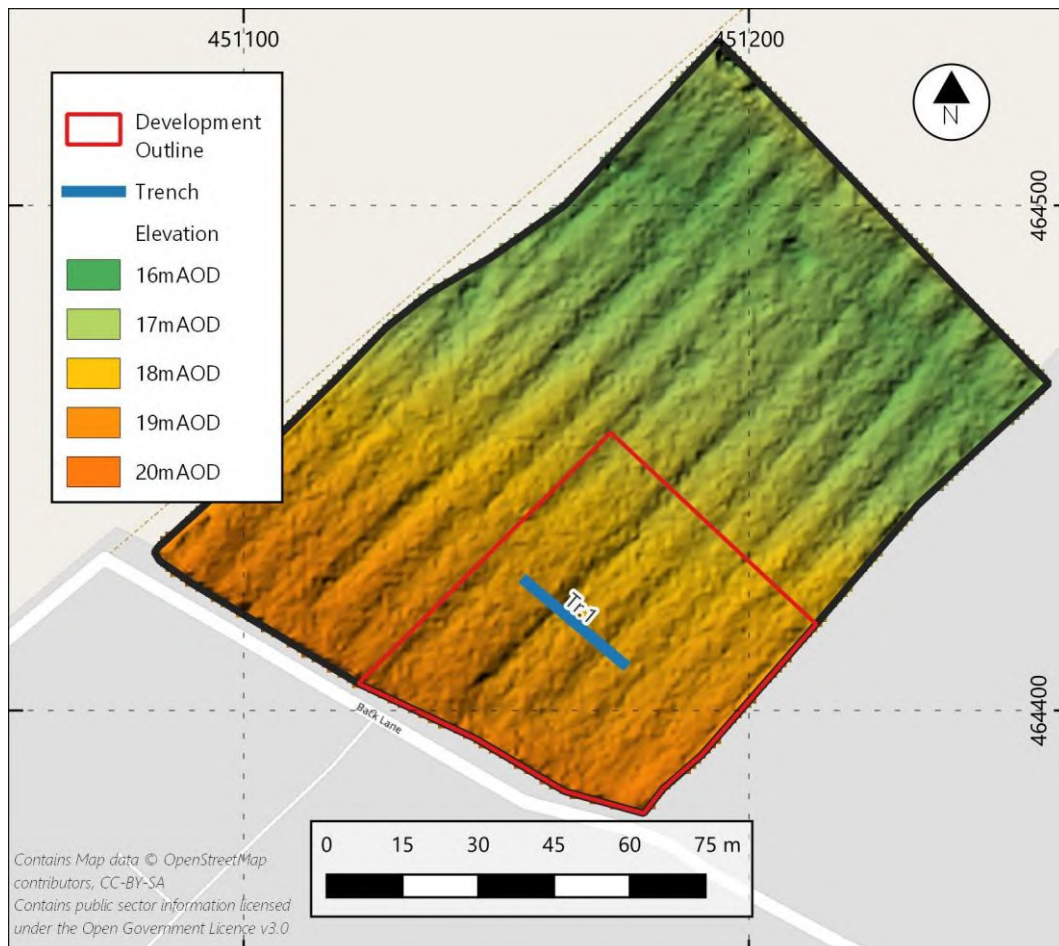 451100
451200
Development
Outline
Trench
Elevation
16mAOD
17mAOD
18mAOD
19mAOD
20mAOD
N
464500
Tr.1
464400
Back Lane
0 15 30 45 60 75 m
Contains Map data © OpenStreetMap
contributors, CC-BY-SA
Contains public sector information licensed
under the Open Government Licence v3.0